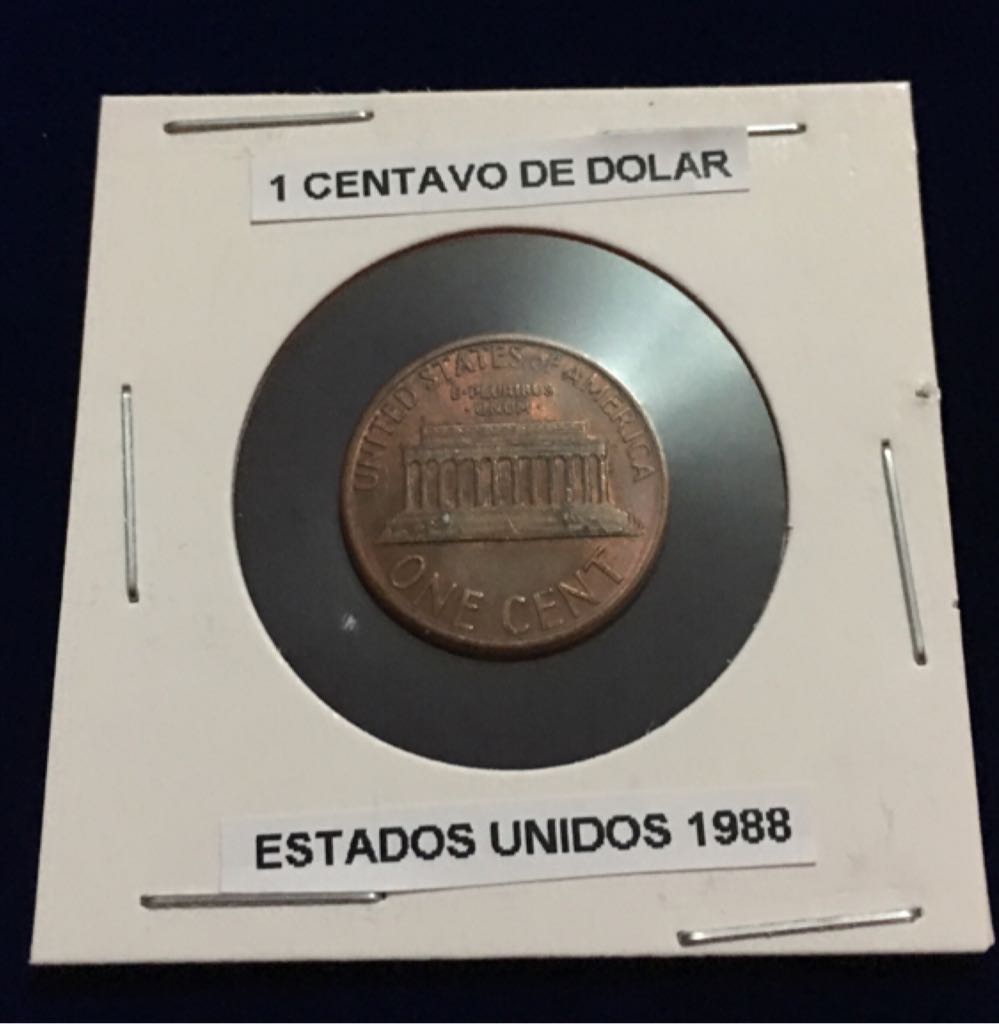 1 CENTAVO DE DOLAR
UNITED STATES OF AMERICA
E·PLURIBUS
·UNUM·
ONE CENT
ESTADOS UNIDOS 1988